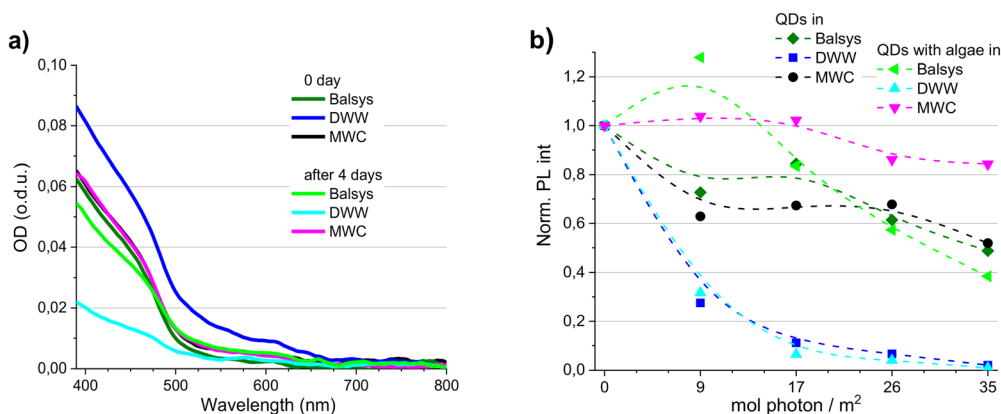 a)
0,10
0,08
0,06
0,04
0,02
0,00
OD (o.d.u.)
400
500
600
700
800
Wavelength (nm)
0 day
Balsys
DWW
MWC
after 4 days
Balsys
DWW
MWC
b)
QDs in
Balsys
DWW
MWC
QDs with algae in
Balsys
DWW
MWC
1,2
1,0
0,8
0,6
0,4
0,2
0,0
Norm. PL int
0
9
17
26
35
mol photon / m²